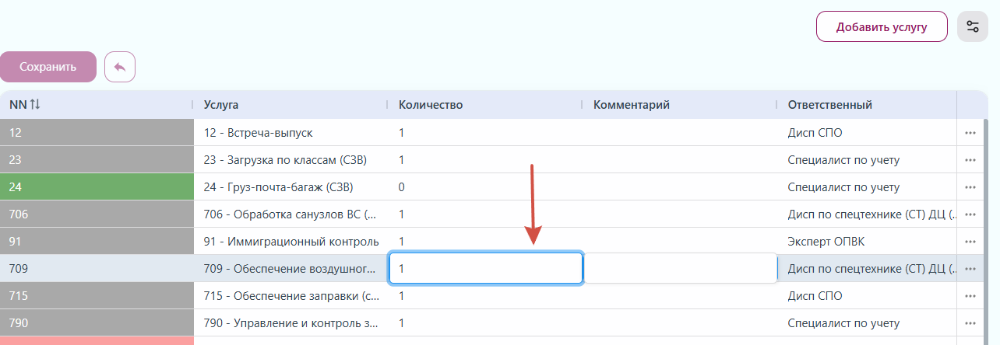 Добавить услугу
Сохранить
NN Услуга Количество Комментарий Ответственный
12 12 - Встреча-выпуск 1 Дисп СПО
23 23 - Загрузка по классам (СЗВ) 1 Специалист по учету
24 24 - Груз-почта-багаж (СЗВ) 0 Специалист по учету
706 706 - Обработка санузлов ВС (... 1 Дисп по спецтехнике (СТ) ДЦ (...
91 91 - Иммиграционный контроль 1 Эксперт ОПВК
709 709 - Обеспечение воздушног... 1 Дисп по спецтехнике (СТ) ДЦ (...
715 715 - Обеспечение заправки (с... 1 Дисп СПО
790 790 - Управление и контроль з... 1 Специалист по учету